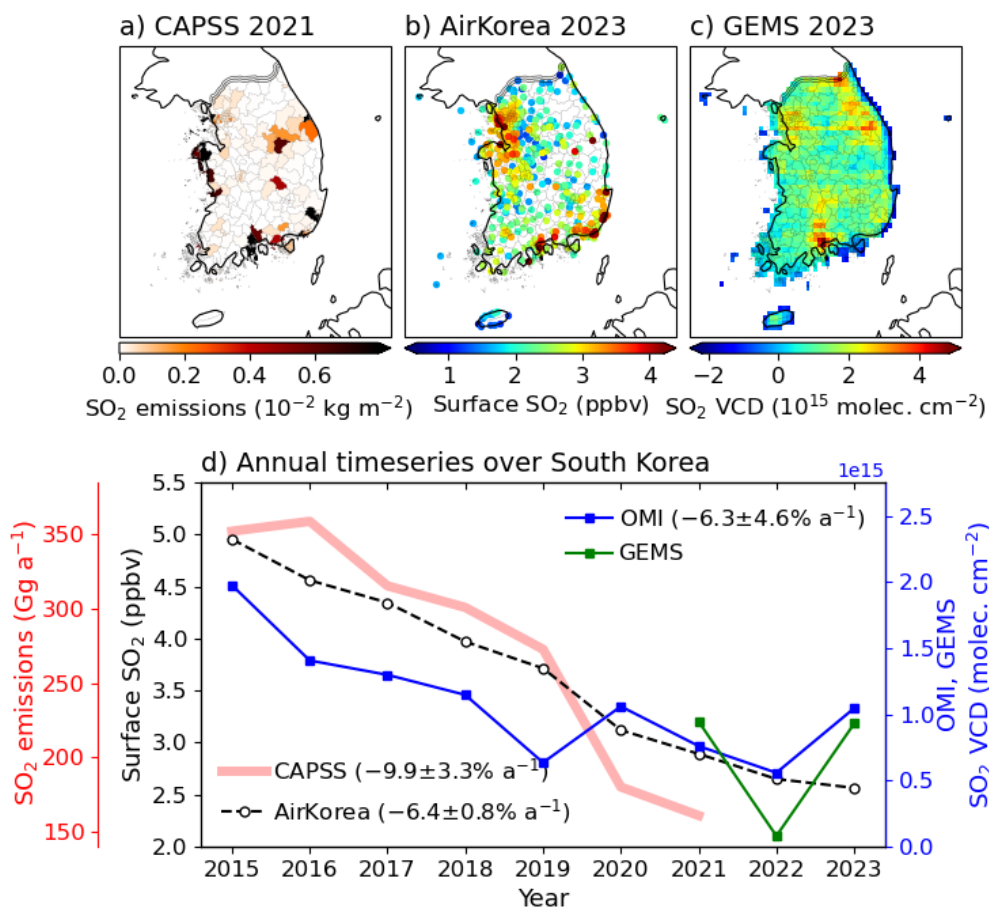 a) CAPSS 2021
b) AirKorea 2023
c) GEMS 2023
0.0 0.2 0.4 0.6
SO₂ emissions (10⁻² kg m⁻²)
1 2 3 4
Surface SO₂ (ppbv)
−2 0 2 4
SO₂ VCD (10¹⁵ molec. cm⁻²)
d) Annual timeseries over South Korea
1e15
SO₂ emissions (Gg a⁻¹)
350
300
250
200
150
Surface SO₂ (ppbv)
5.5
5.0
4.5
4.0
3.5
3.0
2.5
2.0
OMI (−6.3±4.6% a⁻¹)
GEMS
CAPSS (−9.9±3.3% a⁻¹)
AirKorea (−6.4±0.8% a⁻¹)
2.5
2.0
1.5
1.0
0.5
0.0
OMI, GEMS
SO₂ VCD (molec. cm⁻²)
2015 2016 2017 2018 2019 2020 2021 2022 2023
Year